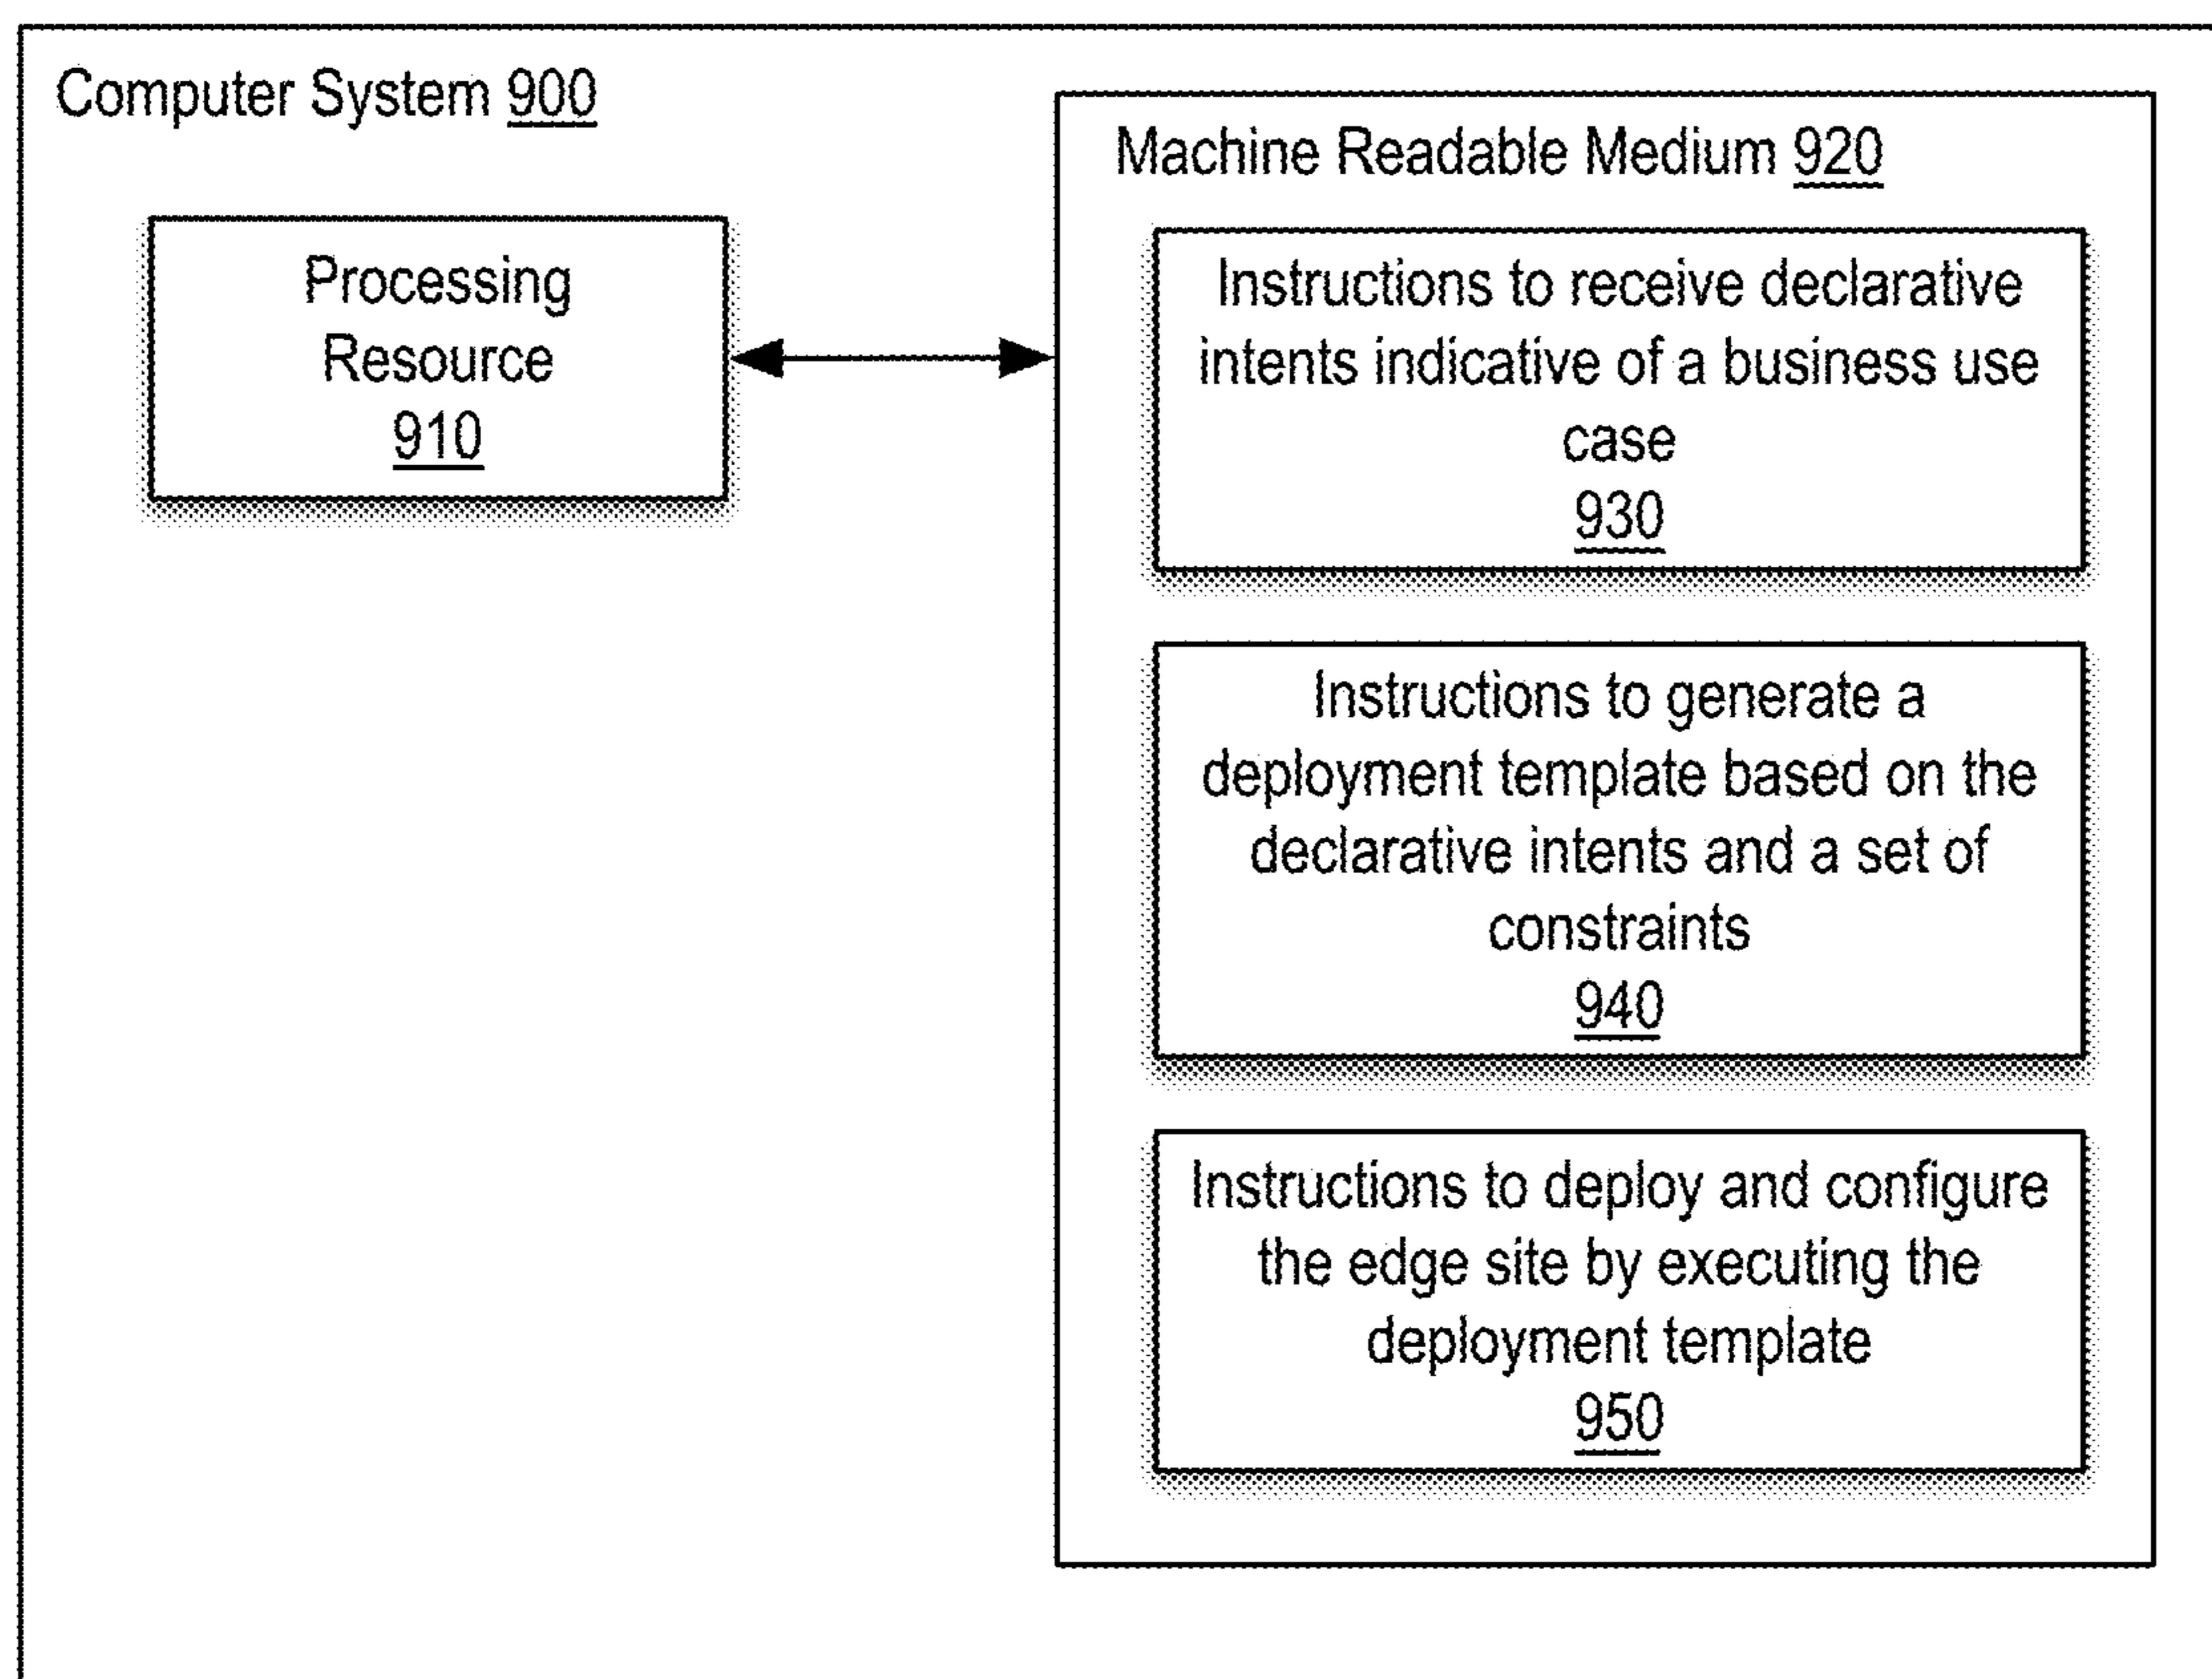 Computer System 900
Processing
Resource
910
Machine Readable Medium 920
Instructions to receive declarative
intents indicative of a business use
case
930
Instructions to generate a
deployment template based on the
declarative intents and a set of
constraints
940
Instructions to deploy and configure
the edge site by executing the
deployment template
950